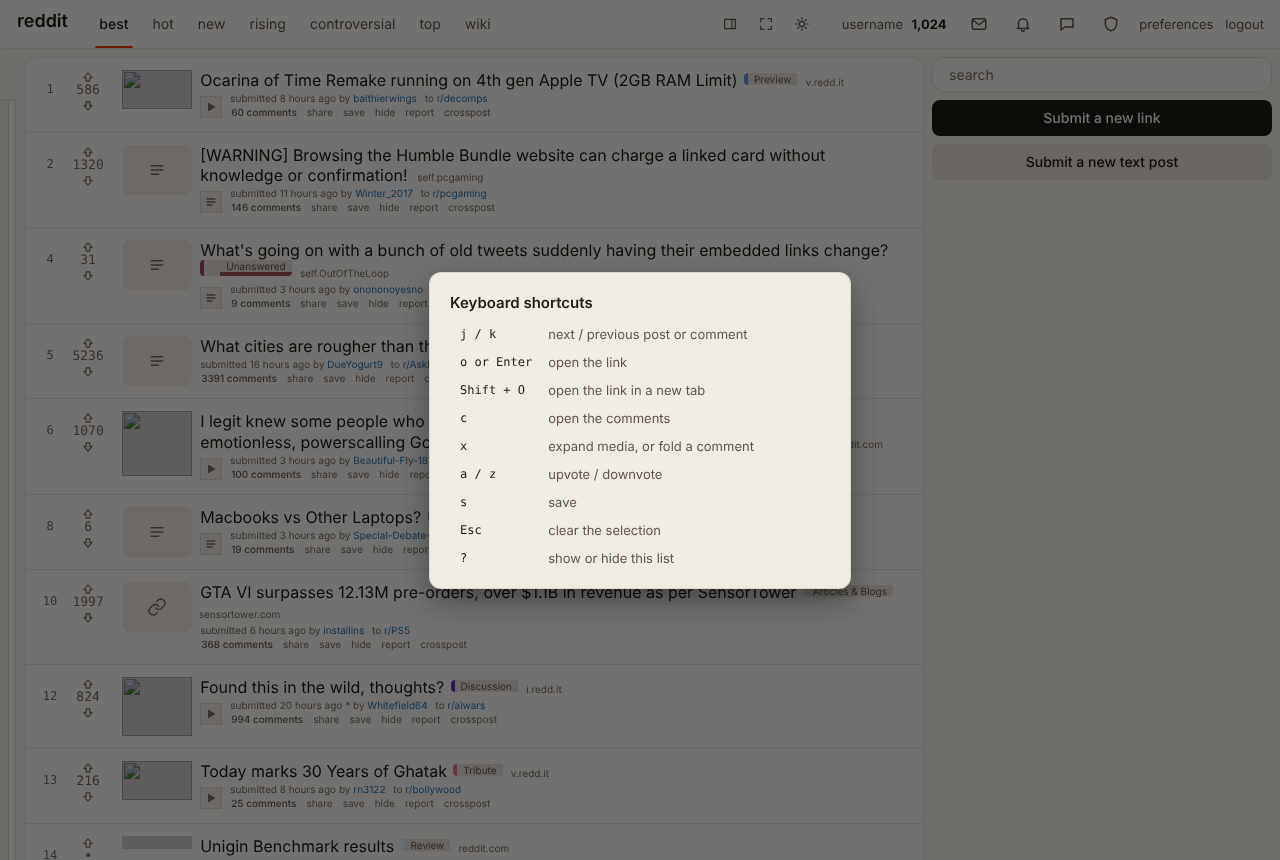 reddit best hot new rising controversial top wiki username 1,024 preferences logout
search
Submit a new link
Submit a new text post
1 586 Ocarina of Time Remake running on 4th gen Apple TV (2GB RAM Limit) Preview v.redd.it
submitted 8 hours ago by balthierwings to r/decomps
60 comments share save hide report crosspost
2 1320 [WARNING] Browsing the Humble Bundle website can charge a linked card without
knowledge or confirmation! self.pcgaming
submitted 11 hours ago by Winter_2017 to r/pcgaming
146 comments share save hide report crosspost
4 31 What's going on with a bunch of old tweets suddenly having their embedded links change?
Unanswered self.OutOfTheLoop
submitted 3 hours ago by onononoyesno
9 comments share save hide report
5 5236 What cities are rougher than
submitted 16 hours ago by DueYogurt9 to
3391 comments share save hide report
6 1070 I legit knew some people who
emotionless, powerscalling
submitted 3 hours ago by Beautiful-Fly-18
100 comments share save hide
8 6 Macbooks vs Other Laptops?
submitted 3 hours ago by Special-Debate-
19 comments share save hide
10 1997 GTA VI surpasses 12.13M pre-orders, over $1.1B in revenue as per SensorTower Articles & Blogs
sensortower.com
submitted 6 hours ago by installins to r/PS5
368 comments share save hide report crosspost
12 824 Found this in the wild, thoughts? Discussion i.redd.it
submitted 20 hours ago * by Whitefield64 to r/aiwars
994 comments share save hide report crosspost
13 216 Today marks 30 Years of Ghatak Tribute v.redd.it
submitted 8 hours ago by rn3122 to r/bollywood
25 comments share save hide report crosspost
14 • Unigin Benchmark results Review reddit.com
Keyboard shortcuts
j / k next / previous post or comment
o or Enter open the link
Shift + O open the link in a new tab
c open the comments
x expand media, or fold a comment
a / z upvote / downvote
s save
Esc clear the selection
? show or hide this list